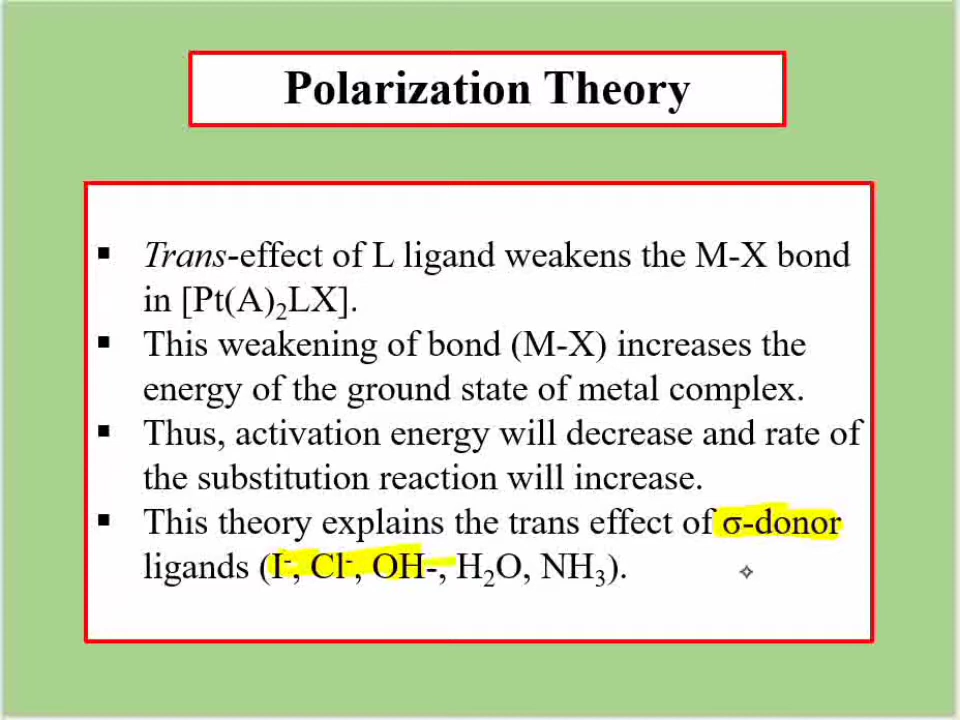 Polarization Theory
▪ Trans-effect of L ligand weakens the M-X bond
in [Pt(A)₂LX].
▪ This weakening of bond (M-X) increases the
energy of the ground state of metal complex.
▪ Thus, activation energy will decrease and rate of
the substitution reaction will increase.
▪ This theory explains the trans effect of σ-donor
ligands (I⁻, Cl⁻, OH-, H₂O, NH₃).